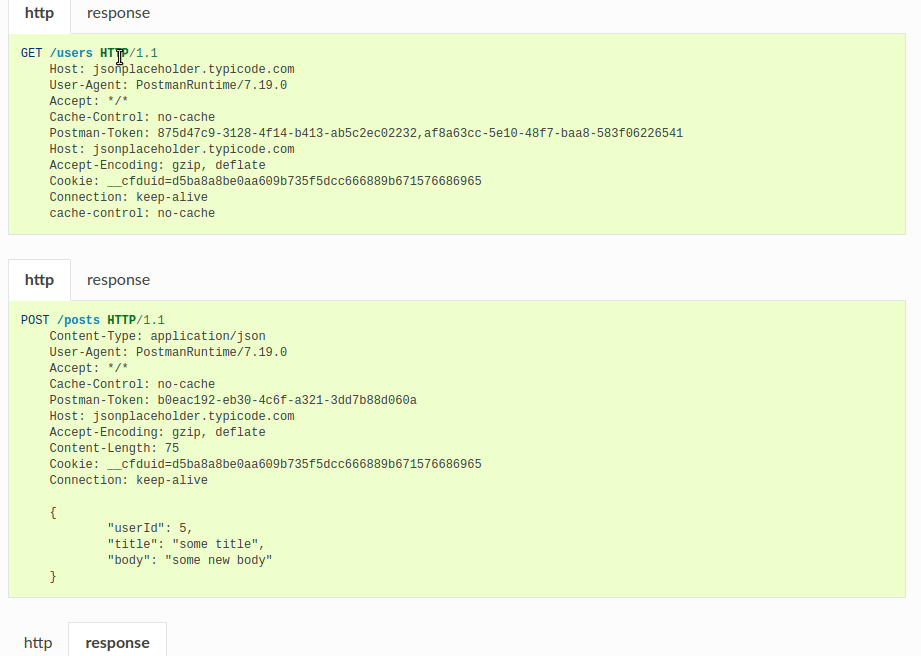 http response
GET /users HTTP/1.1
Host: jsonplaceholder.typicode.com
User-Agent: PostmanRuntime/7.19.0
Accept: */*
Cache-Control: no-cache
Postman-Token: 875d47c9-3128-4f14-b413-ab5c2ec02232,af8a63cc-5e10-48f7-baa8-583f06226541
Host: jsonplaceholder.typicode.com
Accept-Encoding: gzip, deflate
Cookie: __cfduid=d5ba8a8be0aa609b735f5dcc666889b671576686965
Connection: keep-alive
cache-control: no-cache
http response
POST /posts HTTP/1.1
Content-Type: application/json
User-Agent: PostmanRuntime/7.19.0
Accept: */*
Cache-Control: no-cache
Postman-Token: b0eac192-eb30-4c6f-a321-3dd7b88d060a
Host: jsonplaceholder.typicode.com
Accept-Encoding: gzip, deflate
Content-Length: 75
Cookie: __cfduid=d5ba8a8be0aa609b735f5dcc666889b671576686965
Connection: keep-alive
{
"userId": 5,
"title": "some title",
"body": "some new body"
}
http response